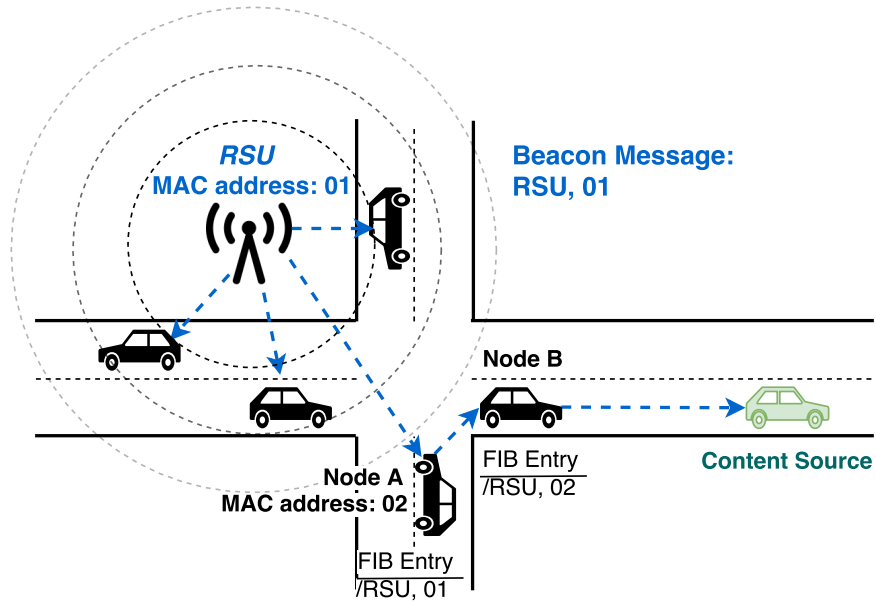 RSU
MAC address: 01
Beacon Message:
RSU, 01
Node B
Node A
MAC address: 02
FIB Entry
/RSU, 02
Content Source
FIB Entry
/RSU, 01